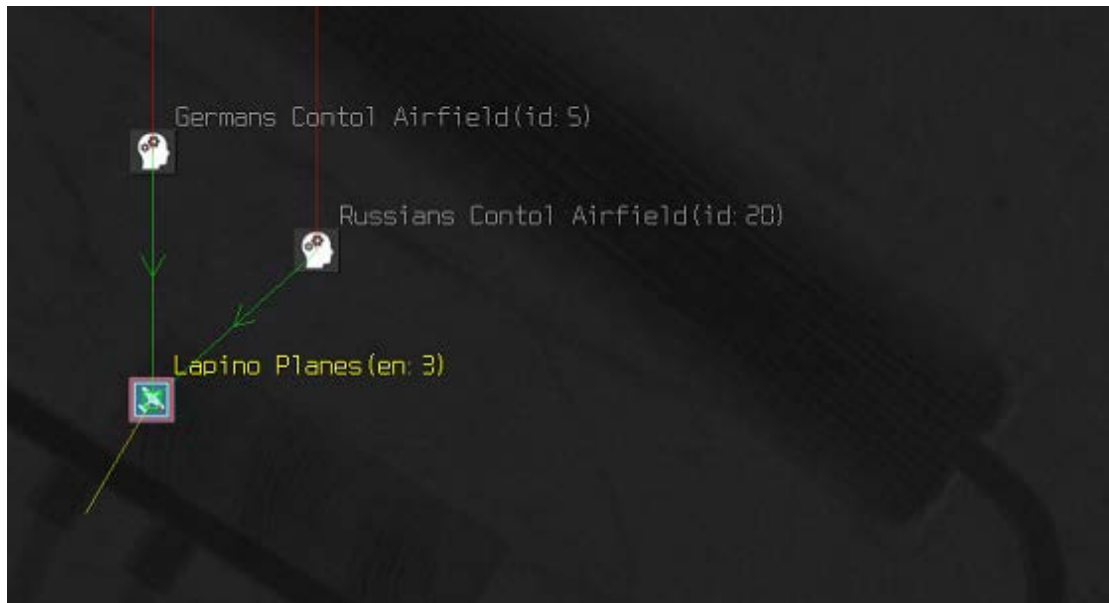 Germans Contol Airfield(id: 5)
Russians Contol Airfield(id: 20)
Lapino Planes(en: 3)